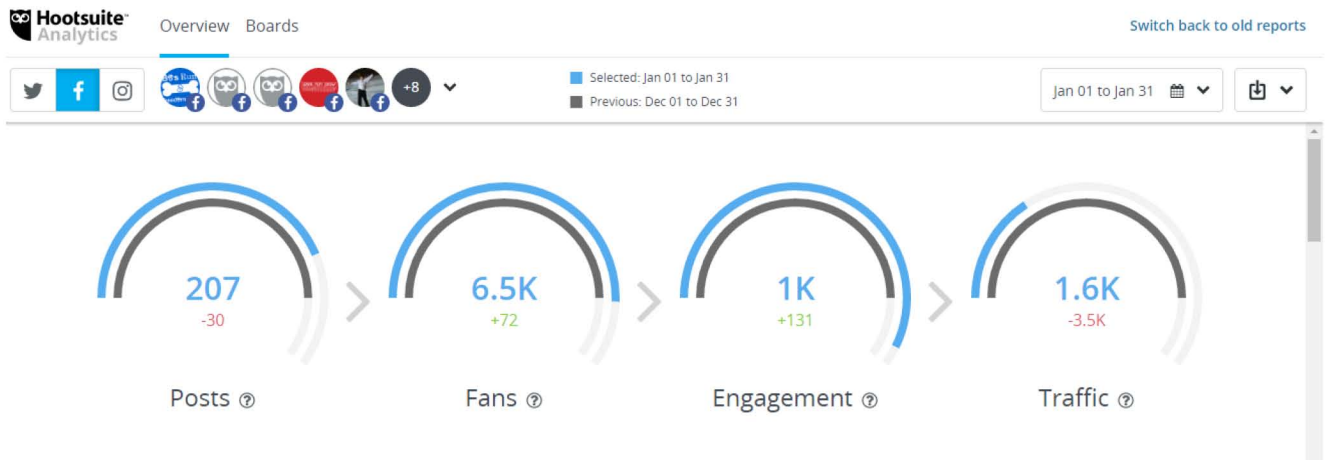 Hootsuite™
Analytics
Overview Boards
Switch back to old reports
+8
Selected: Jan 01 to Jan 31
Previous: Dec 01 to Dec 31
Jan 01 to Jan 31
207
-30
Posts ?
6.5K
+72
Fans ?
1K
+131
Engagement ?
1.6K
-3.5K
Traffic ?